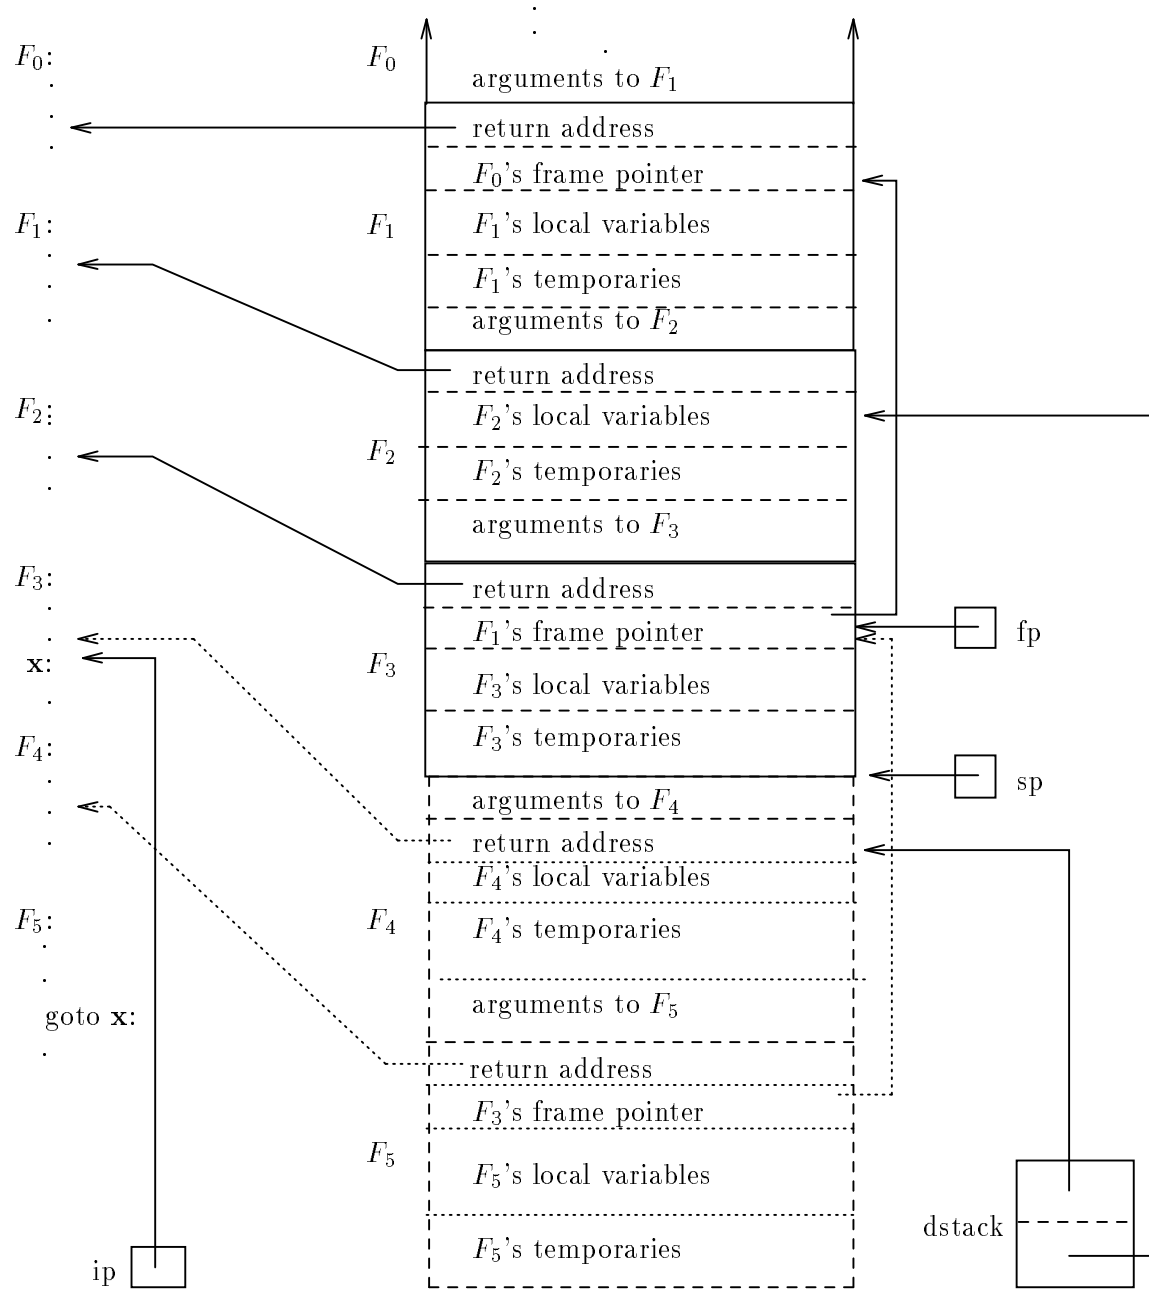 F₀:
F₀
arguments to F₁
return address
F₀'s frame pointer
F₁:
F₁
F₁'s local variables
F₁'s temporaries
arguments to F₂
return address
F₂:
F₂'s local variables
F₂
F₂'s temporaries
arguments to F₃
F₃:
return address
F₁'s frame pointer
fp
x:
F₃
F₃'s local variables
F₃'s temporaries
F₄:
sp
arguments to F₄
return address
F₄'s local variables
F₅:
F₄
F₄'s temporaries
arguments to F₅
goto x:
return address
F₃'s frame pointer
F₅
F₅'s local variables
dstack
F₅'s temporaries
ip